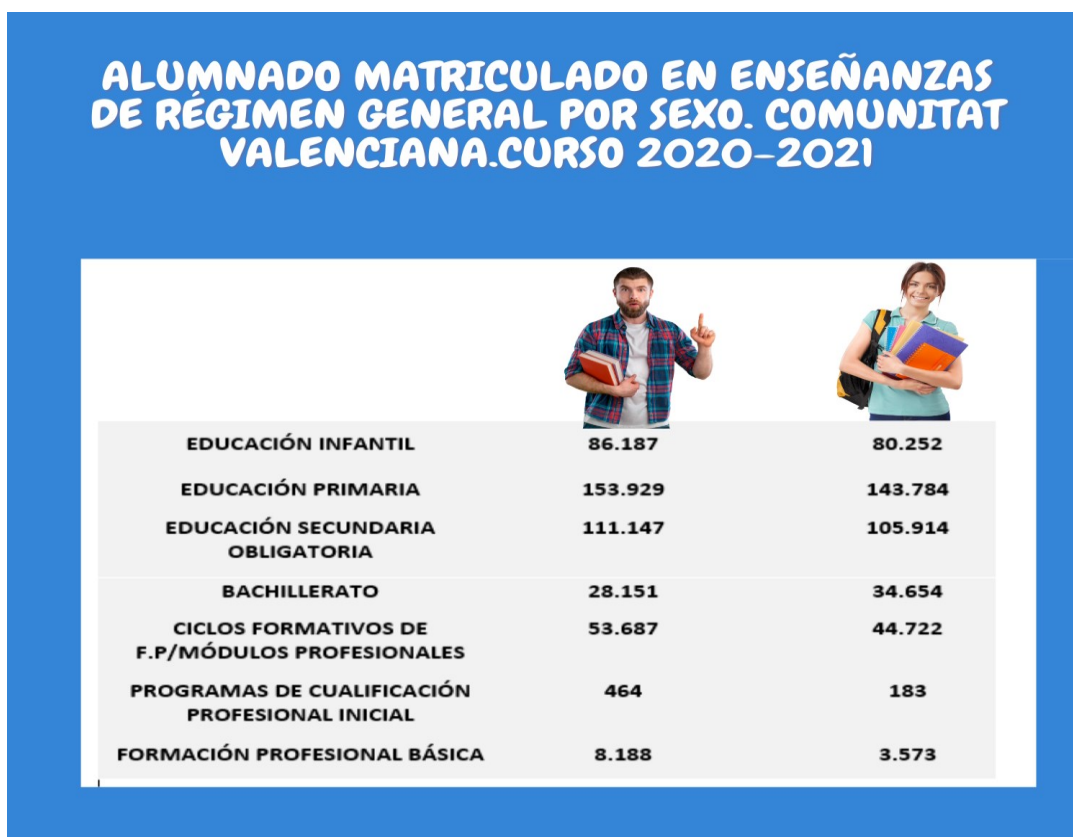 ALUMNADO MATRICULADO EN ENSEÑANZAS
DE RÉGIMEN GENERAL POR SEXO. COMUNITAT
VALENCIANA.CURSO 2020-2021
EDUCACIÓN INFANTIL 86.187 80.252
EDUCACIÓN PRIMARIA 153.929 143.784
EDUCACIÓN SECUNDARIA 111.147 105.914
OBLIGATORIA
BACHILLERATO 28.151 34.654
CICLOS FORMATIVOS DE 53.687 44.722
F.P/MÓDULOS PROFESIONALES
PROGRAMAS DE CUALIFICACIÓN 464 183
PROFESIONAL INICIAL
FORMACIÓN PROFESIONAL BÁSICA 8.188 3.573